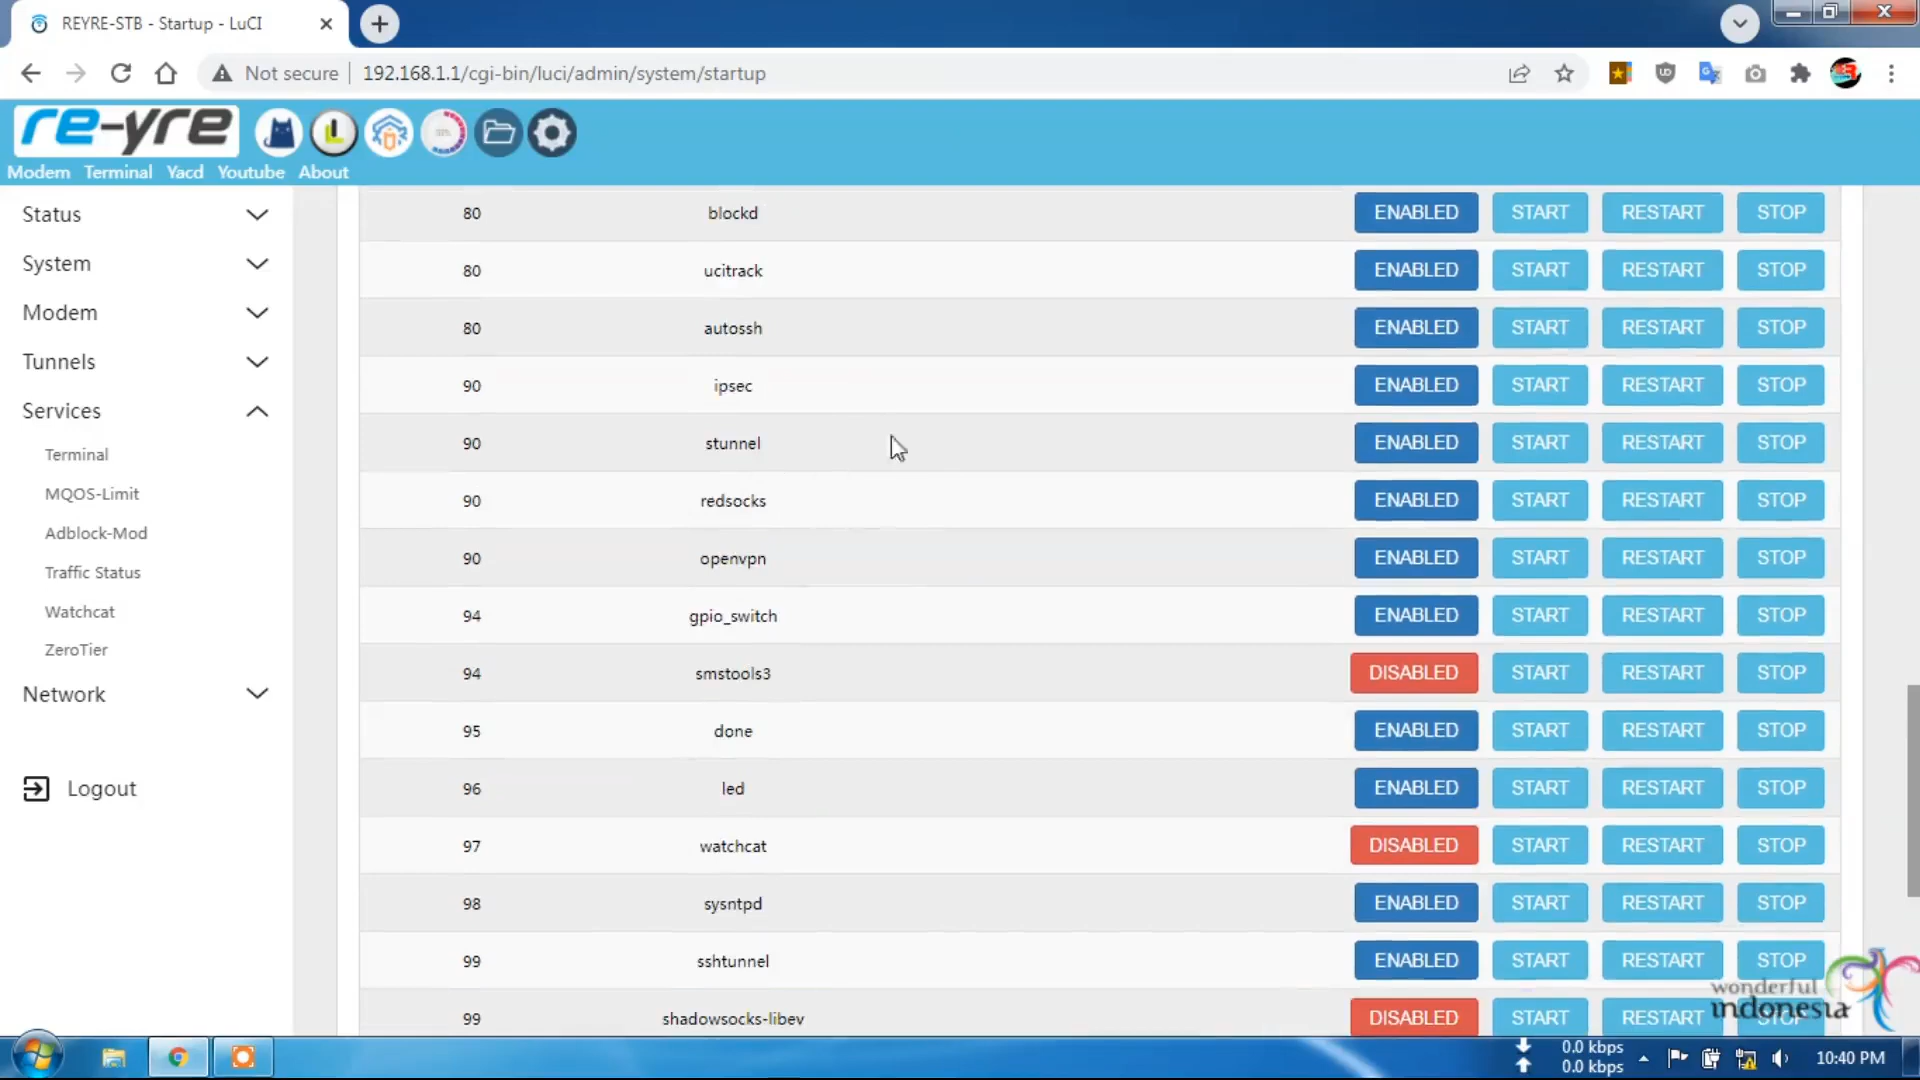 REYRE-STB - Startup - LuCI
Not secure 192.168.1.1/cgi-bin/luci/admin/system/startup
re-yre
Modem Terminal Yacd Youtube About
Status
System
Modem
Tunnels
Services
Terminal
MQOS-Limit
Adblock-Mod
Traffic Status
Watchcat
ZeroTier
Network
Logout
80 blockd ENABLED START RESTART STOP
80 ucitrack ENABLED START RESTART STOP
80 autossh ENABLED START RESTART STOP
90 ipsec ENABLED START RESTART STOP
90 stunnel ENABLED START RESTART STOP
90 redsocks ENABLED START RESTART STOP
90 openvpn ENABLED START RESTART STOP
94 gpio_switch ENABLED START RESTART STOP
94 smstools3 DISABLED START RESTART STOP
95 done ENABLED START RESTART STOP
96 led ENABLED START RESTART STOP
97 watchcat DISABLED START RESTART STOP
98 sysntpd ENABLED START RESTART STOP
99 sshtunnel ENABLED START RESTART STOP
99 shadowsocks-libev DISABLED START RESTART STOP
wonderful
indonesia
0.0 kbps
0.0 kbps
10:40 PM